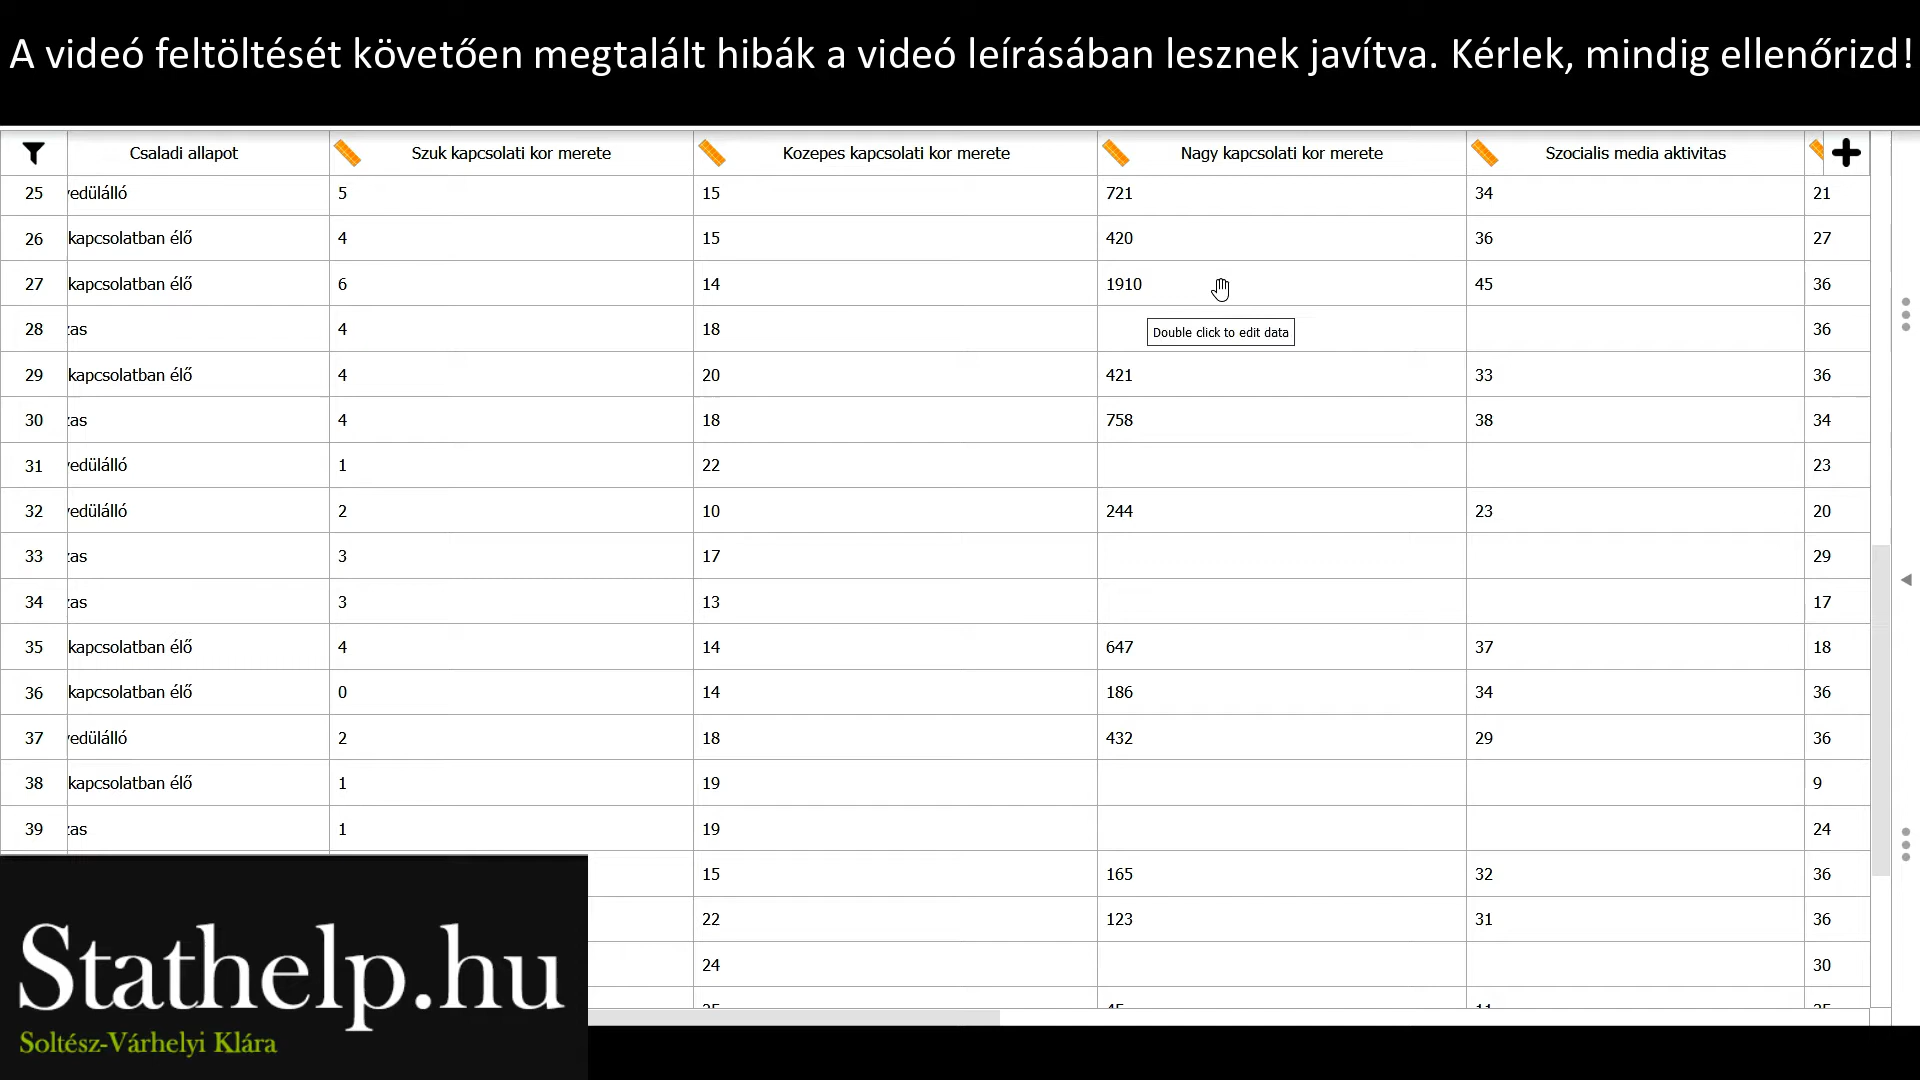 A videó feltöltését követően megtalált hibák a videó leírásában lesznek javítva. Kérlek, mindig ellenőrizd!
Csaladi allapot Szuk kapcsolati kor merete Kozepes kapcsolati kor merete Nagy kapcsolati kor merete Szocialis media aktivitas
25 edülálló 5 15 721 34 21
26 kapcsolatban élő 4 15 420 36 27
27 kapcsolatban élő 6 14 1910 45 36
28 as 4 18 36
Double click to edit data
29 kapcsolatban élő 4 20 421 33 36
30 as 4 18 758 38 34
31 edülálló 1 22 23
32 edülálló 2 10 244 23 20
33 as 3 17 29
34 as 3 13 17
35 kapcsolatban élő 4 14 647 37 18
36 kapcsolatban élő 0 14 186 34 36
37 edülálló 2 18 432 29 36
38 kapcsolatban élő 1 19 9
39 as 1 19 24
15 165 32 36
22 123 31 36
24 30
Stathelp.hu
Soltész-Várhelyi Klára